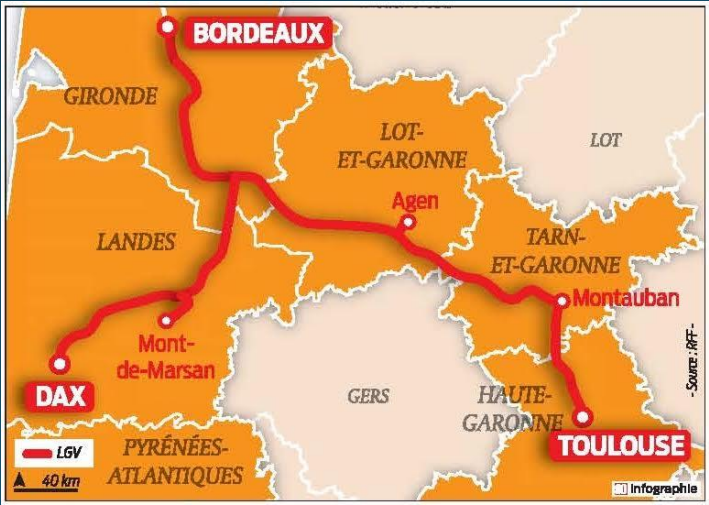 BORDEAUX
GIRONDE
LOT-
ET-GARONNE
LOT
Agen
LANDES
TARN-
ET-GARONNE
Montauban
Mont-
de-Marsan
DAX
GERS
HAUTE-
GARONNE
- Source : RFF -
TOULOUSE
LGV
40 km
PYRÉNÉES-
ATLANTIQUES
Infographie